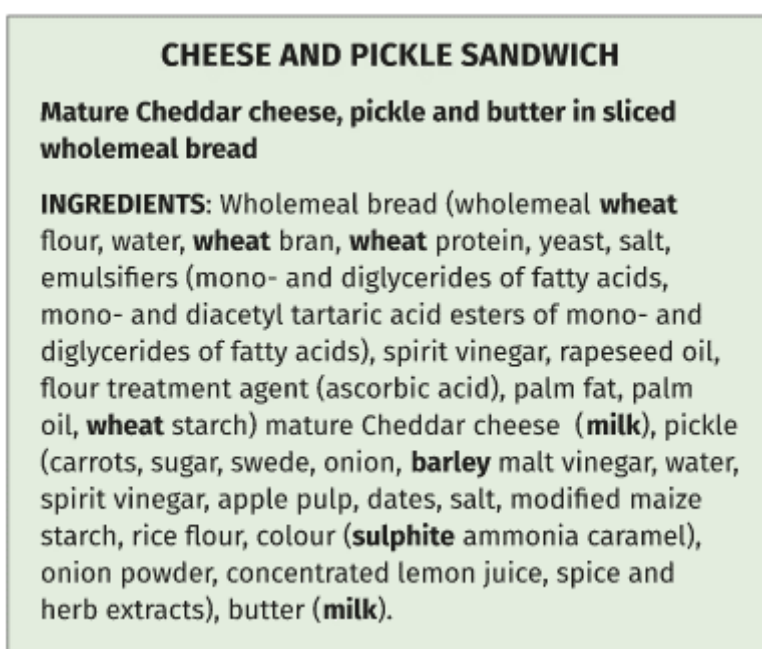 CHEESE AND PICKLE SANDWICH
Mature Cheddar cheese, pickle and butter in sliced
wholemeal bread
INGREDIENTS: Wholemeal bread (wholemeal wheat
flour, water, wheat bran, wheat protein, yeast, salt,
emulsifiers (mono- and diglycerides of fatty acids,
mono- and diacetyl tartaric acid esters of mono- and
diglycerides of fatty acids), spirit vinegar, rapeseed oil,
flour treatment agent (ascorbic acid), palm fat, palm
oil, wheat starch) mature Cheddar cheese (milk), pickle
(carrots, sugar, swede, onion, barley malt vinegar, water,
spirit vinegar, apple pulp, dates, salt, modified maize
starch, rice flour, colour (sulphite ammonia caramel),
onion powder, concentrated lemon juice, spice and
herb extracts), butter (milk).